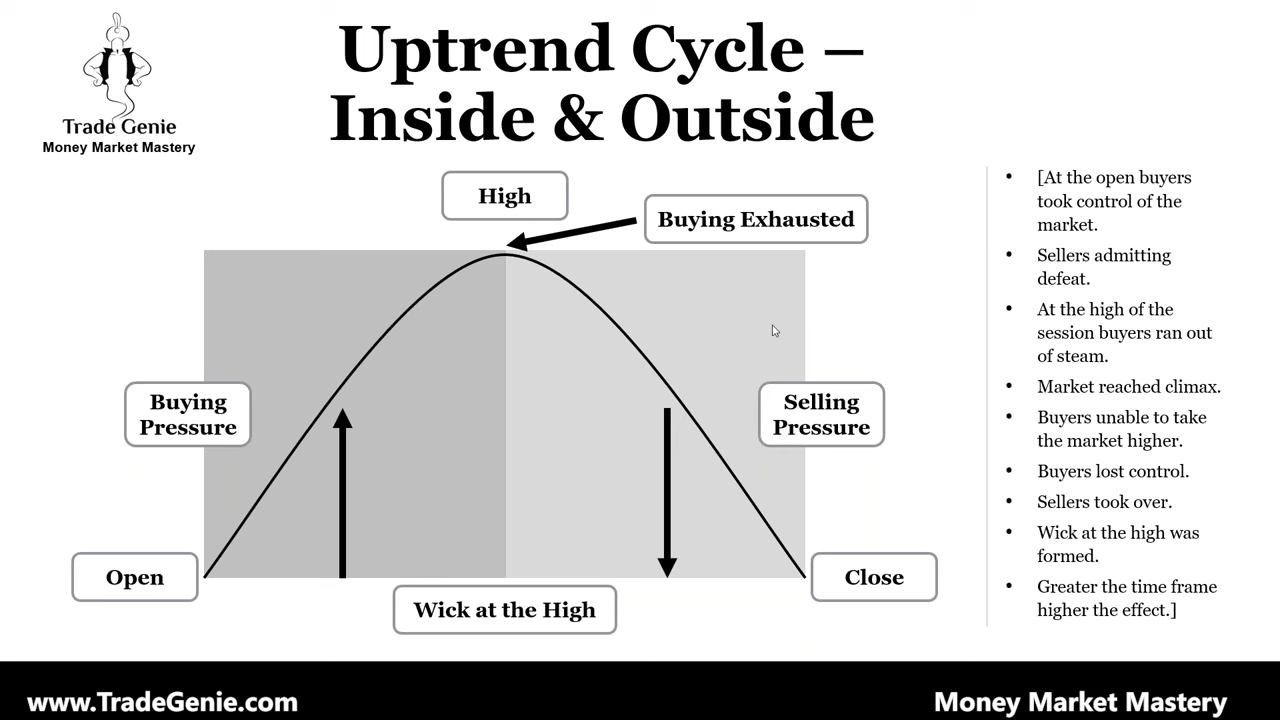 Trade Genie
Money Market Mastery
Uptrend Cycle –
Inside & Outside
High
Buying Exhausted
Buying
Pressure
Selling
Pressure
Open
Close
Wick at the High
• [At the open buyers
took control of the
market.
• Sellers admitting
defeat.
• At the high of the
session buyers ran out
of steam.
• Market reached climax.
• Buyers unable to take
the market higher.
• Buyers lost control.
• Sellers took over.
• Wick at the high was
formed.
• Greater the time frame
higher the effect.]
www.TradeGenie.com
Money Market Mastery